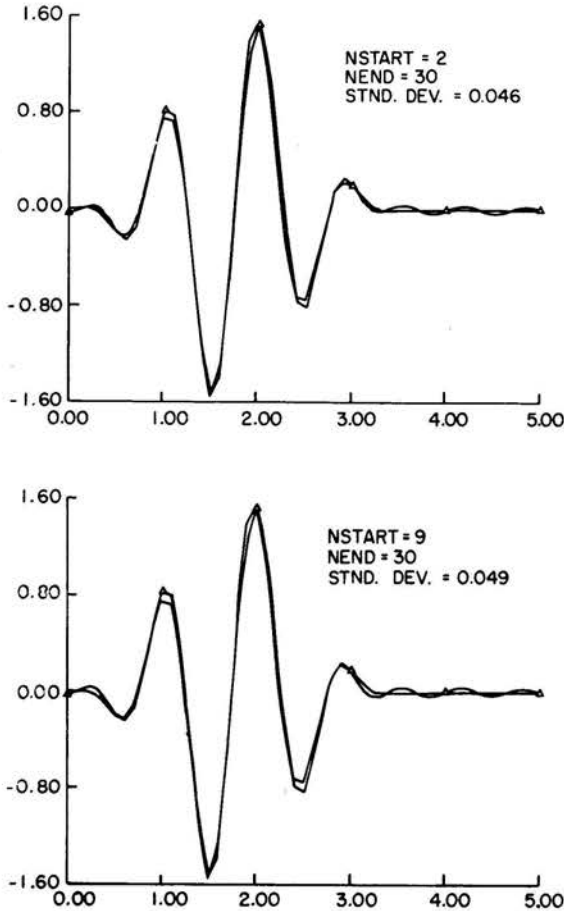 1.60
NSTART = 2
NEND = 30
STND. DEV. = 0.046
0.80
0.00
-0.80
-1.60
0.00 1.00 2.00 3.00 4.00 5.00
1.60
NSTART = 9
NEND = 30
STND. DEV. = 0.049
0.80
0.00
-0.80
-1.60
0.00 1.00 2.00 3.00 4.00 5.00